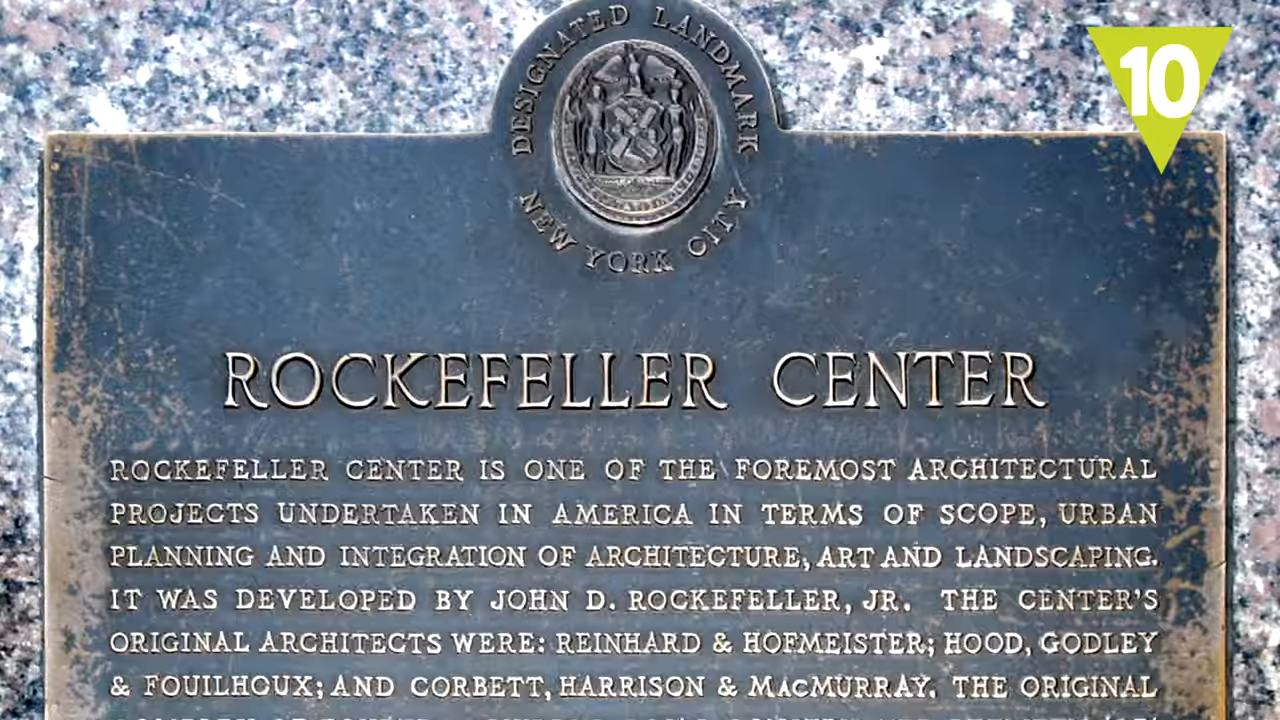 DESIGNATED LANDMARK
NEW YORK CITY
10
ROCKEFELLER CENTER
ROCKEFELLER CENTER IS ONE OF THE FOREMOST ARCHITECTURAL
PROJECTS UNDERTAKEN IN AMERICA IN TERMS OF SCOPE, URBAN
PLANNING AND INTEGRATION OF ARCHITECTURE, ART AND LANDSCAPING.
IT WAS DEVELOPED BY JOHN D. ROCKEFELLER, JR. THE CENTER'S
ORIGINAL ARCHITECTS WERE: REINHARD & HOFMEISTER; HOOD, GODLEY
& FOUILHOUX; AND CORBETT, HARRISON & MACMURRAY. THE ORIGINAL